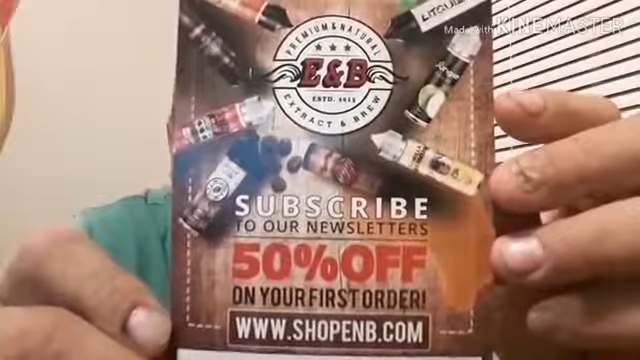 Made with KINEMASTER
PREMIUM & NATURAL
E&B
ESTD. 2015
EXTRACT & BREW
SUBSCRIBE
TO OUR NEWSLETTERS
50% OFF
ON YOUR FIRST ORDER!
WWW.SHOPENB.COM